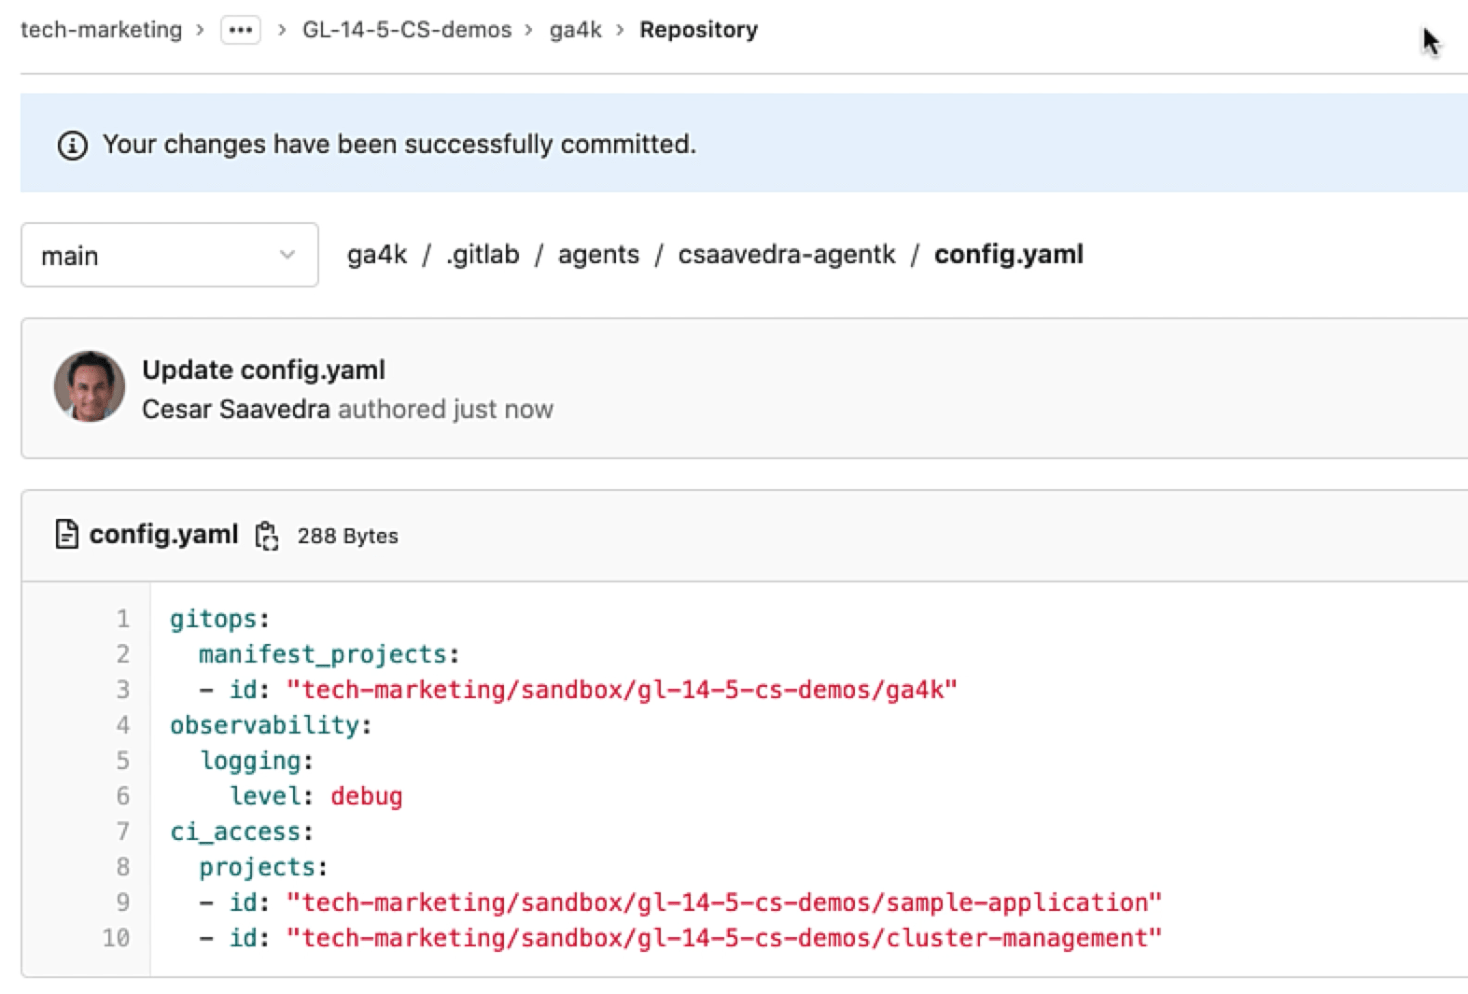 tech-marketing > ••• > GL-14-5-CS-demos > ga4k > Repository
Your changes have been successfully committed.
main
ga4k / .gitlab / agents / csaavedra-agentk / config.yaml
Update config.yaml
Cesar Saavedra authored just now
config.yaml 288 Bytes
1 gitops:
2   manifest_projects:
3   - id: "tech-marketing/sandbox/gl-14-5-cs-demos/ga4k"
4 observability:
5   logging:
6     level: debug
7 ci_access:
8   projects:
9   - id: "tech-marketing/sandbox/gl-14-5-cs-demos/sample-application"
10   - id: "tech-marketing/sandbox/gl-14-5-cs-demos/cluster-management"